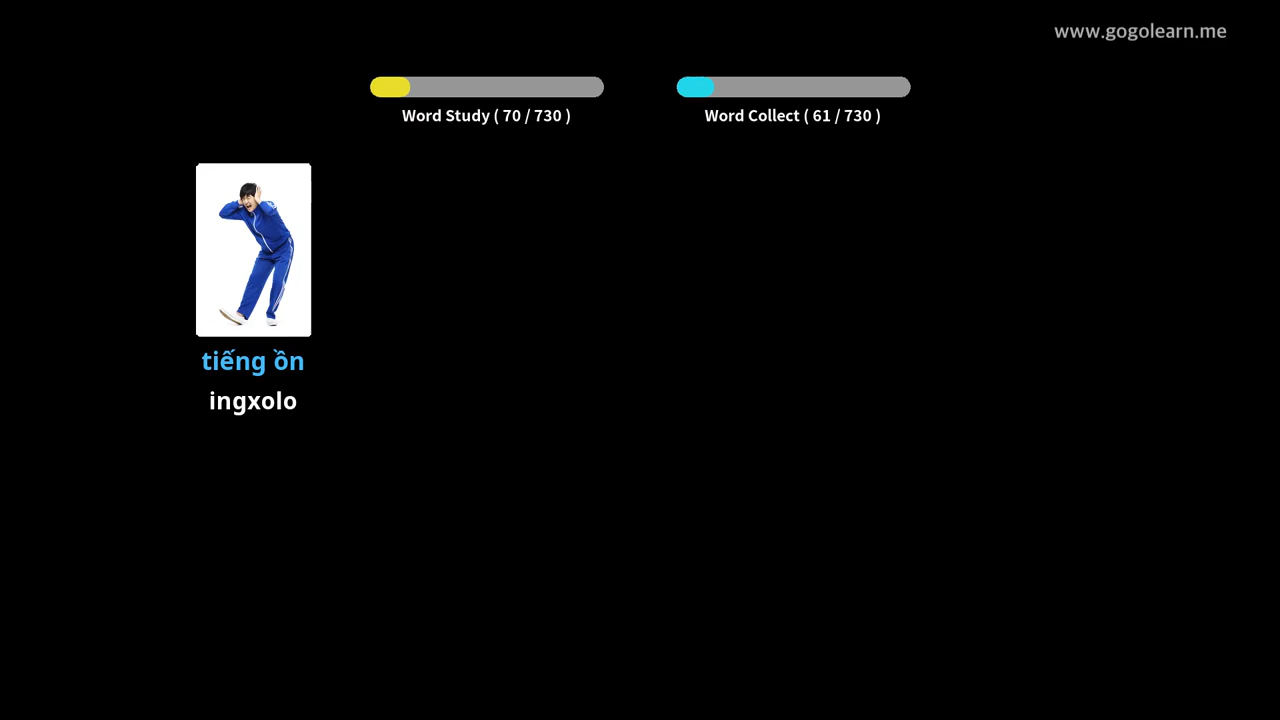 www.gogolearn.me
Word Study ( 70 / 730 )
Word Collect ( 61 / 730 )
tiếng ồn
ingxolo